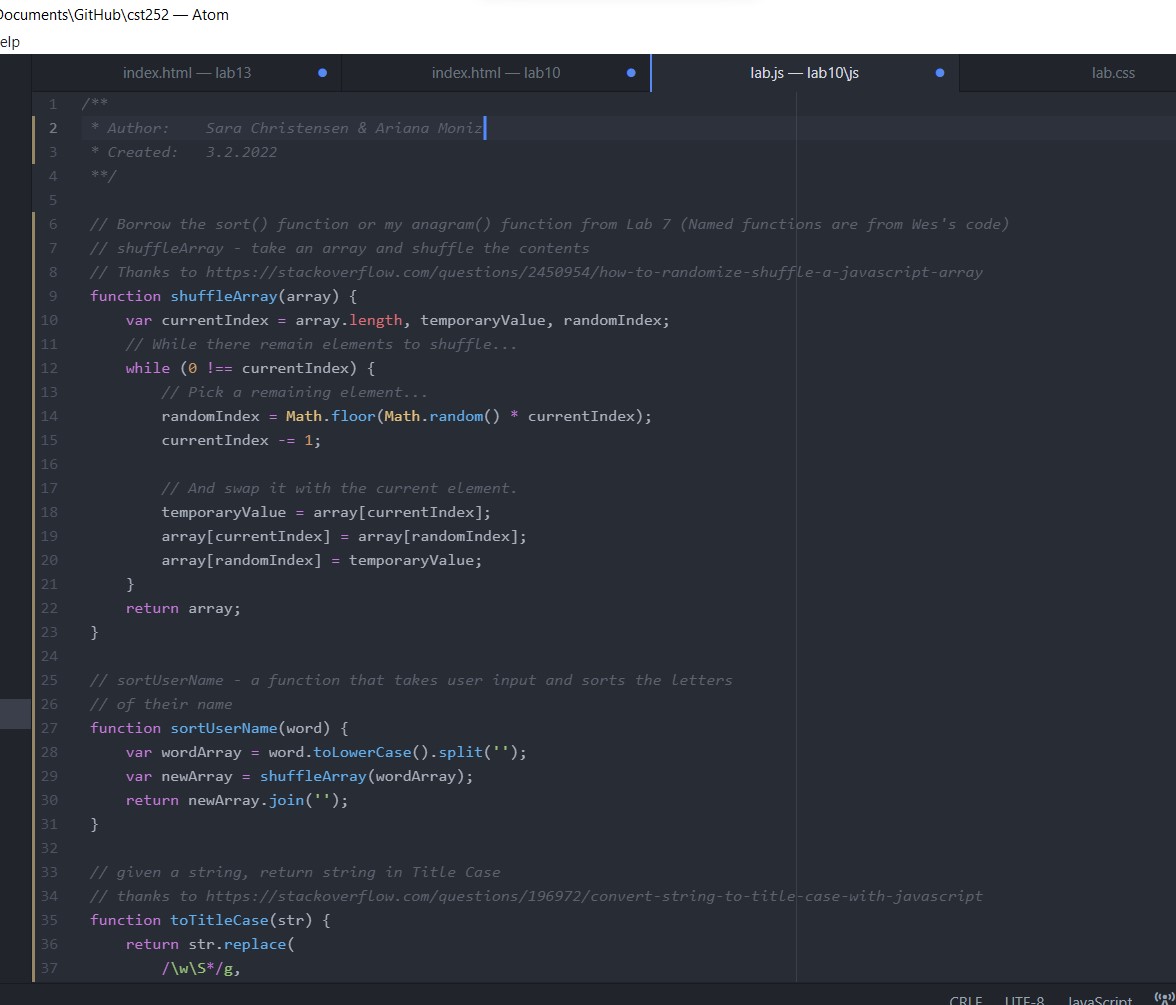 Documents\GitHub\cst252 — Atom
elp
index.html — lab13 index.html — lab10 lab.js — lab10\js lab.css
1 /**
2 * Author: Sara Christensen & Ariana Moniz
3 * Created: 3.2.2022
4 **/
5
6 // Borrow the sort() function or my anagram() function from Lab 7 (Named functions are from Wes's code)
7 // shuffleArray - take an array and shuffle the contents
8 // Thanks to https://stackoverflow.com/questions/2450954/how-to-randomize-shuffle-a-javascript-array
9 function shuffleArray(array) {
10 var currentIndex = array.length, temporaryValue, randomIndex;
11 // While there remain elements to shuffle...
12 while (0 !== currentIndex) {
13 // Pick a remaining element...
14 randomIndex = Math.floor(Math.random() * currentIndex);
15 currentIndex -= 1;
16
17 // And swap it with the current element.
18 temporaryValue = array[currentIndex];
19 array[currentIndex] = array[randomIndex];
20 array[randomIndex] = temporaryValue;
21 }
22 return array;
23 }
24
25 // sortUserName - a function that takes user input and sorts the letters
26 // of their name
27 function sortUserName(word) {
28 var wordArray = word.toLowerCase().split('');
29 var newArray = shuffleArray(wordArray);
30 return newArray.join('');
31 }
32
33 // given a string, return string in Title Case
34 // thanks to https://stackoverflow.com/questions/196972/convert-string-to-title-case-with-javascript
35 function toTitleCase(str) {
36 return str.replace(
37 /\w\S*/g,
CRLF UTF-8 JavaScript